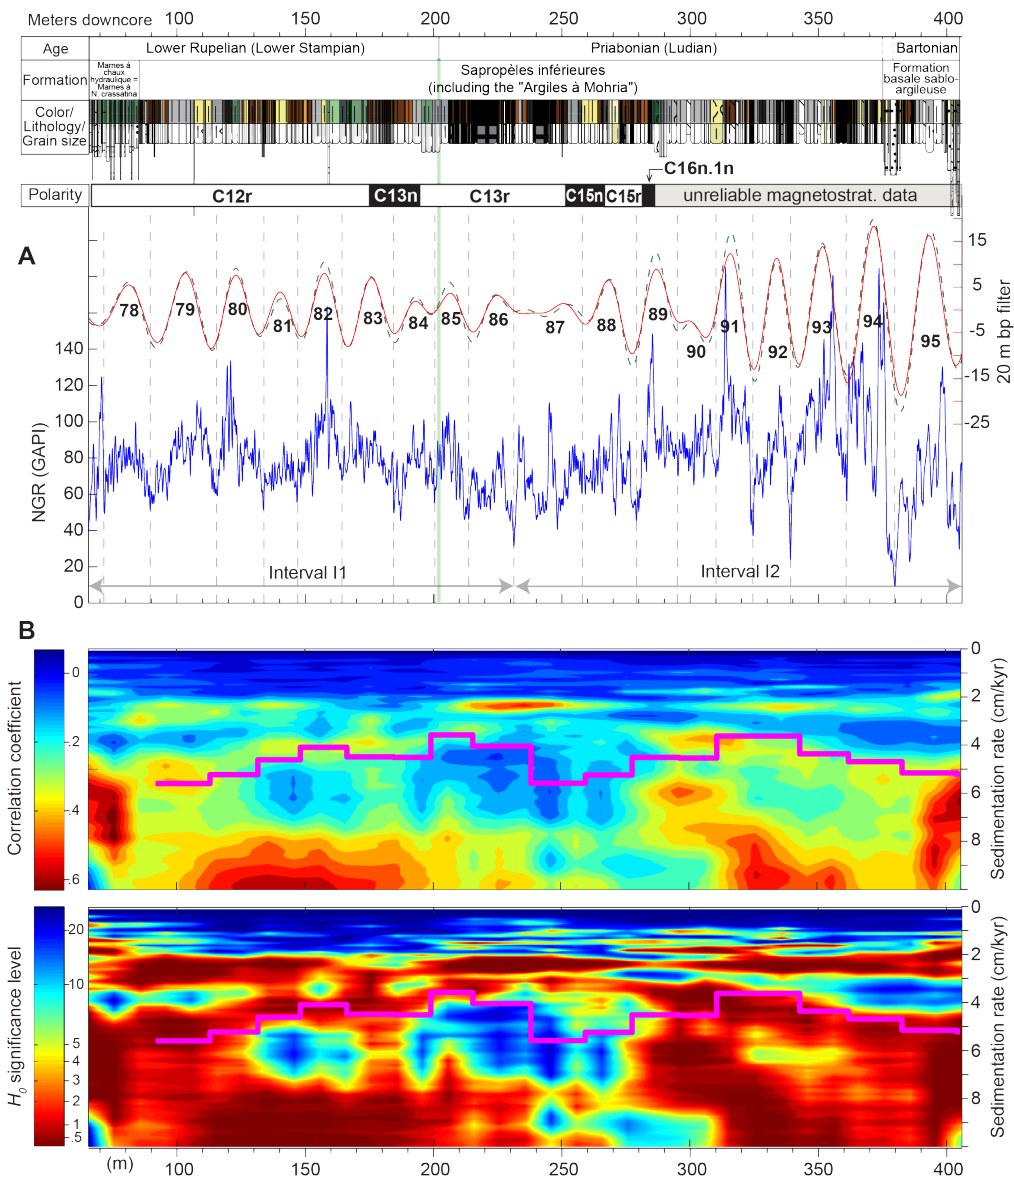 Meters downcore 100 150 200 250 300 350 400
Age Lower Rupelian (Lower Stampian) Priabonian (Ludian) Bartonian
Formation
Marnes à
chaux
hydraulique =
Marnes à
N. crassatina
Sapropèles inférieures
(including the "Argiles à Mohria")
Formation
basale sablo-
argileuse
Color/
Lithology/
Grain size
C16n.1n
Polarity C12r C13n C13r C15n C15r unreliable magnetostrat. data
A
78 79 80 81 82 83 84 85 86 87 88 89 90 91 92 93 94 95
15
5
-5
-15
-25
20 m bp filter
140
120
100
80
60
40
20
0
NGR (GAPI)
Interval I1 Interval I2
B
Correlation coefficient
0
.2
.4
.6
0
2
4
6
8
Sedimentation rate (cm/kyr)
H0 significance level
20
10
5
4
3
2
1
.5
0
2
4
6
8
Sedimentation rate (cm/kyr)
(m) 100 150 200 250 300 350 400